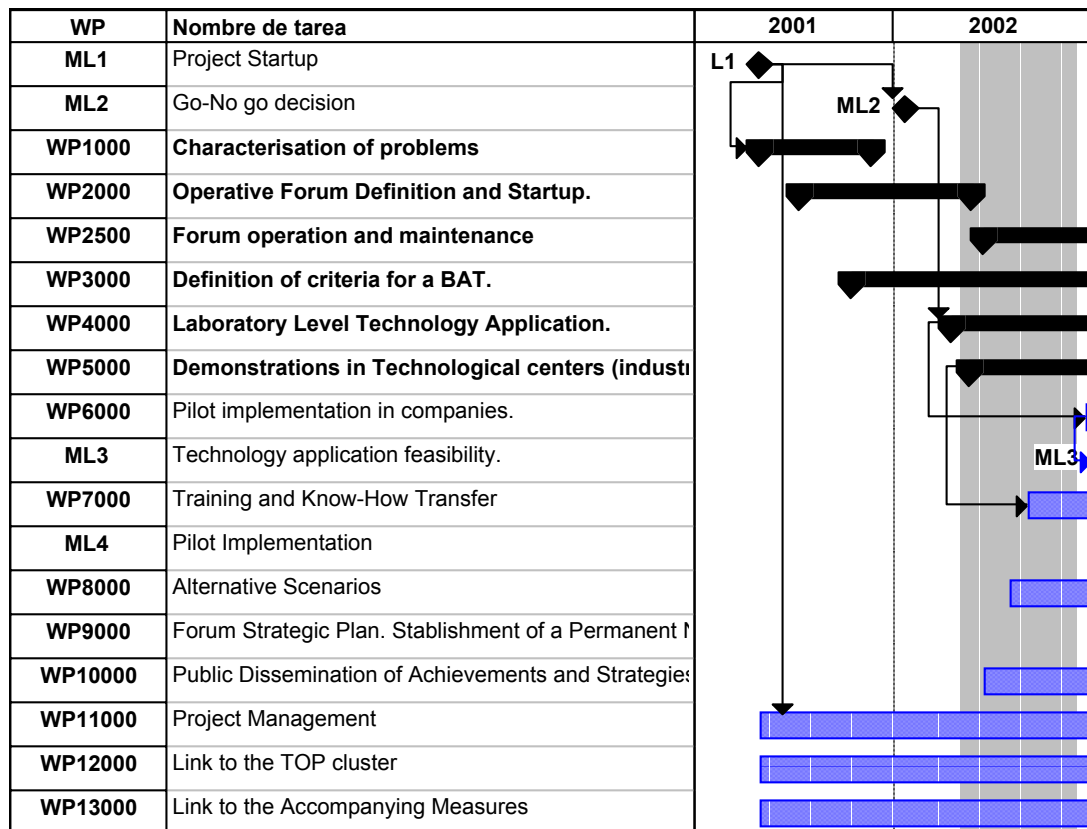 WP Nombre de tarea 2001 2002
ML1 Project Startup L1
ML2 Go-No go decision ML2
WP1000 Characterisation of problems
WP2000 Operative Forum Definition and Startup.
WP2500 Forum operation and maintenance
WP3000 Definition of criteria for a BAT.
WP4000 Laboratory Level Technology Application.
WP5000 Demonstrations in Technological centers (industi
WP6000 Pilot implementation in companies.
ML3 Technology application feasibility. ML3
WP7000 Training and Know-How Transfer
ML4 Pilot Implementation
WP8000 Alternative Scenarios
WP9000 Forum Strategic Plan. Stablishment of a Permanent
WP10000 Public Dissemination of Achievements and Strategies
WP11000 Project Management
WP12000 Link to the TOP cluster
WP13000 Link to the Accompanying Measures